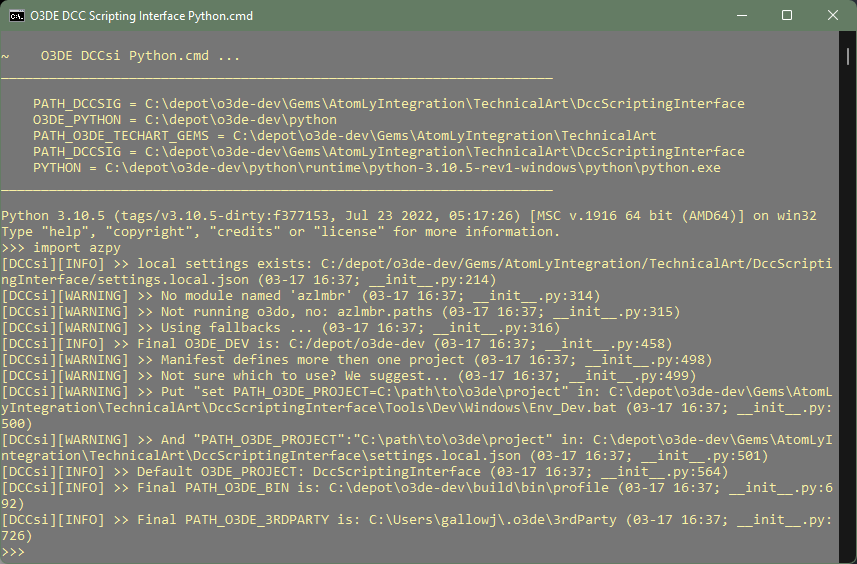 O3DE DCC Scripting Interface Python.cmd
~    O3DE DCCsi Python.cmd ...
_____________________________________________________________________
    PATH_DCCSIG = C:\depot\o3de-dev\Gems\AtomLyIntegration\TechnicalArt\DccScriptingInterface
    O3DE_PYTHON = C:\depot\o3de-dev\python
    PATH_O3DE_TECHART_GEMS = C:\depot\o3de-dev\Gems\AtomLyIntegration\TechnicalArt
    PATH_DCCSIG = C:\depot\o3de-dev\Gems\AtomLyIntegration\TechnicalArt\DccScriptingInterface
    PYTHON = C:\depot\o3de-dev\python\runtime\python-3.10.5-rev1-windows\python\python.exe
_____________________________________________________________________
Python 3.10.5 (tags/v3.10.5-dirty:f377153, Jul 23 2022, 05:17:26) [MSC v.1916 64 bit (AMD64)] on win32
Type "help", "copyright", "credits" or "license" for more information.
>>> import azpy
[DCCsi][INFO] >> local settings exists: C:/depot/o3de-dev/Gems/AtomLyIntegration/TechnicalArt/DccScripti
ngInterface/settings.local.json (03-17 16:37; __init__.py:214)
[DCCsi][WARNING] >> No module named 'azlmbr' (03-17 16:37; __init__.py:314)
[DCCsi][WARNING] >> Not running o3do, no: azlmbr.paths (03-17 16:37; __init__.py:315)
[DCCsi][WARNING] >> Using fallbacks ... (03-17 16:37; __init__.py:316)
[DCCsi][INFO] >> Final O3DE_DEV is: C:/depot/o3de-dev (03-17 16:37; __init__.py:458)
[DCCsi][WARNING] >> Manifest defines more then one project (03-17 16:37; __init__.py:498)
[DCCsi][WARNING] >> Not sure which to use? We suggest... (03-17 16:37; __init__.py:499)
[DCCsi][WARNING] >> Put "set PATH_O3DE_PROJECT=C:\path\to\o3de\project" in: C:\depot\o3de-dev\Gems\AtomL
yIntegration\TechnicalArt\DccScriptingInterface\Tools\Dev\Windows\Env_Dev.bat (03-17 16:37; __init__.py:
500)
[DCCsi][WARNING] >> And "PATH_O3DE_PROJECT":"C:\path\to\o3de\project" in: C:\depot\o3de-dev\Gems\AtomLyI
ntegration\TechnicalArt\DccScriptingInterface\settings.local.json (03-17 16:37; __init__.py:501)
[DCCsi][INFO] >> Default O3DE_PROJECT: DccScriptingInterface (03-17 16:37; __init__.py:564)
[DCCsi][INFO] >> Final PATH_O3DE_BIN is: C:\depot\o3de-dev\build\bin\profile (03-17 16:37; __init__.py:6
92)
[DCCsi][INFO] >> Final PATH_O3DE_3RDPARTY is: C:\Users\gallowj\.o3de\3rdParty (03-17 16:37; __init__.py:
726)
>>>